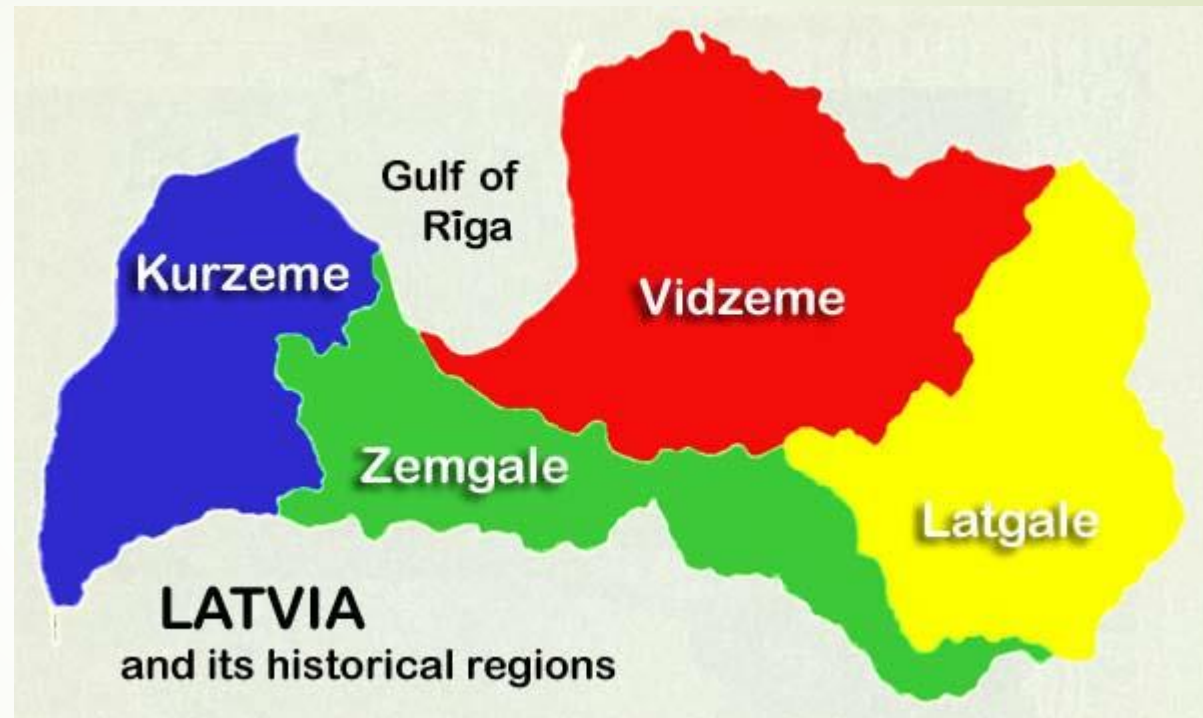 Gulf of
Rīga
Kurzeme
Vidzeme
Zemgale
Latgale
LATVIA
and its historical regions